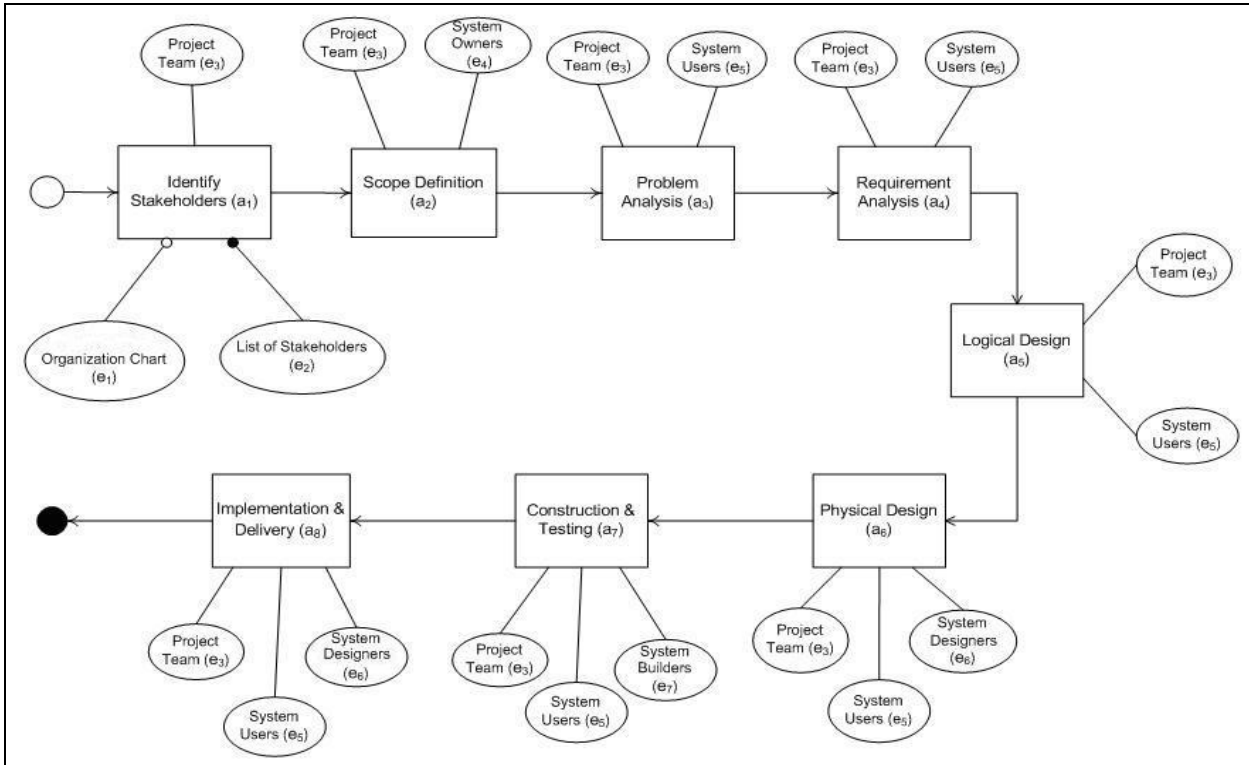 Project
Team (e₃)
Project
Team (e₃)
System
Owners
(e₄)
Project
Team (e₃)
System
Users (e₅)
Project
Team (e₃)
System
Users (e₅)
Identify
Stakeholders (a₁)
Scope Definition
(a₂)
Problem
Analysis (a₃)
Requirement
Analysis (a₄)
Organization Chart
(e₁)
List of Stakeholders
(e₂)
Project
Team (e₃)
Logical Design
(a₅)
System
Users (e₅)
Implementation &
Delivery (a₈)
Construction &
Testing (a₇)
Physical Design
(a₆)
Project
Team (e₃)
System
Users (e₅)
System
Designers
(e₆)
Project
Team (e₃)
System
Users (e₅)
System
Builders
(e₇)
Project
Team (e₃)
System
Users (e₅)
System
Designers
(e₆)